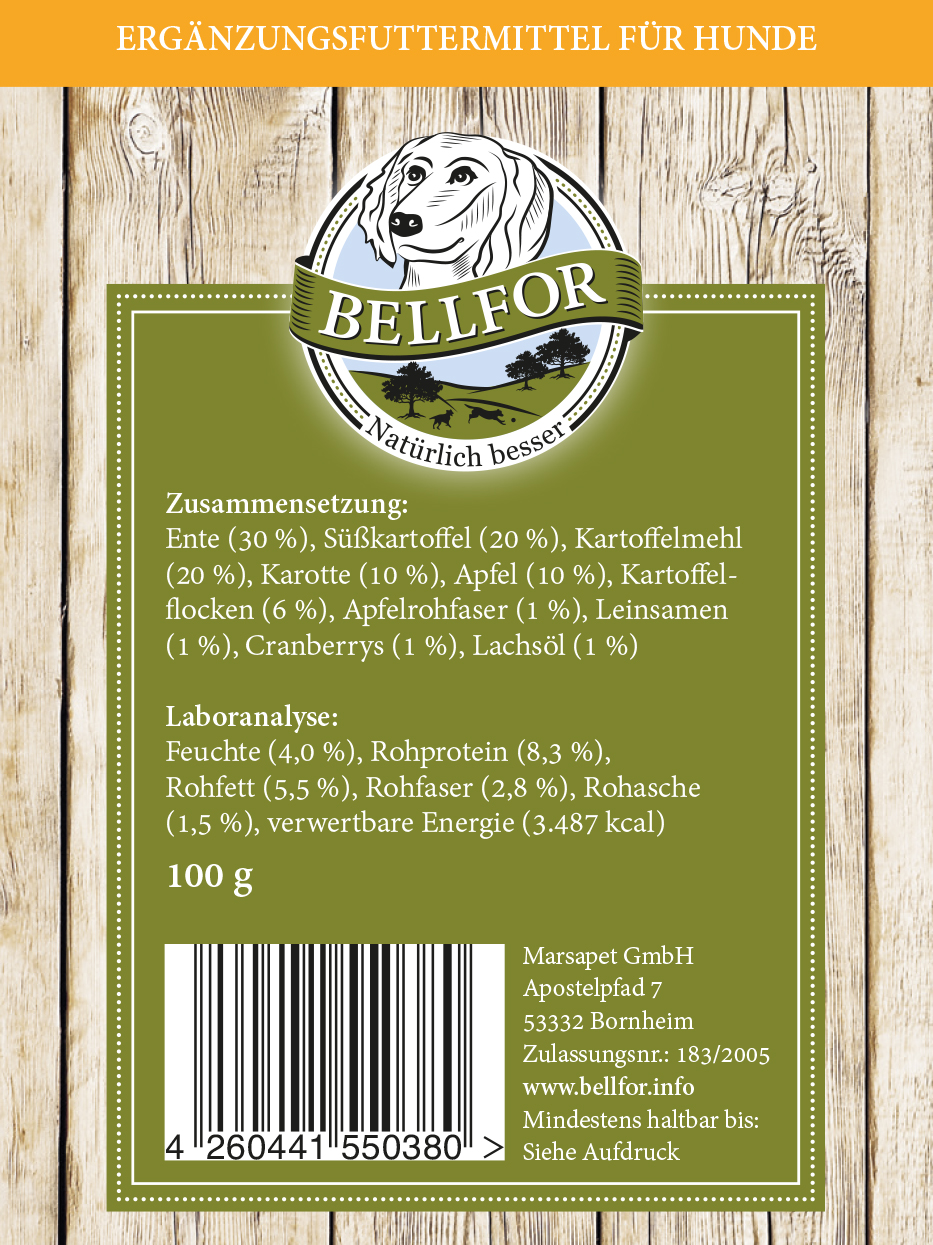 ERGÄNZUNGSFUTTERMITTEL FÜR HUNDE
BELLFOR
Natürlich besser
Zusammensetzung:
Ente (30 %), Süßkartoffel (20 %), Kartoffelmehl
(20 %), Karotte (10 %), Apfel (10 %), Kartoffel-
flocken (6 %), Apfelrohfaser (1 %), Leinsamen
(1 %), Cranberrys (1 %), Lachsöl (1 %)
Laboranalyse:
Feuchte (4,0 %), Rohprotein (8,3 %),
Rohfett (5,5 %), Rohfaser (2,8 %), Rohasche
(1,5 %), verwertbare Energie (3.487 kcal)
100 g
Marsapet GmbH
Apostelpfad 7
53332 Bornheim
Zulassungsnr.: 183/2005
www.bellfor.info
Mindestens haltbar bis:
Siehe Aufdruck
4 260441 550380 >